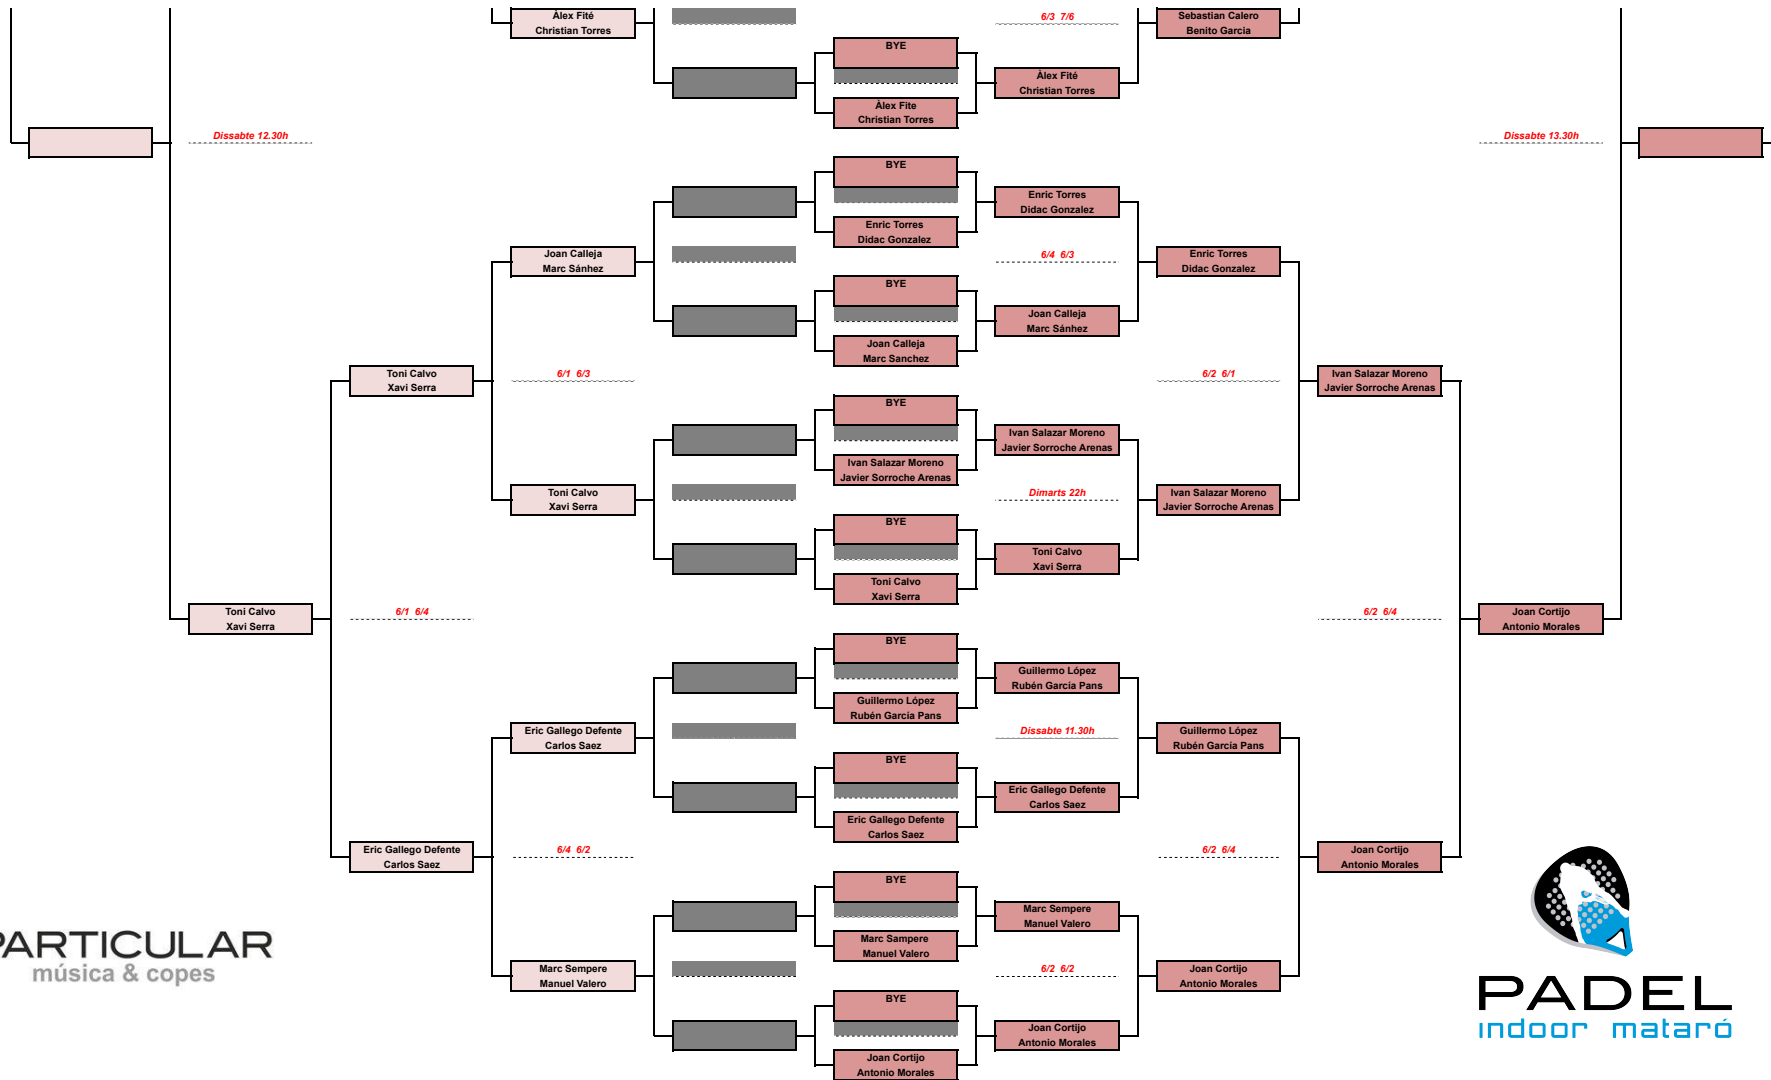 Àlex Fité
Christian Torres
6/3 7/6
Sebastian Calero
Benito Garcia
BYE
Àlex Fité
Christian Torres
Àlex Fite
Christian Torres
Dissabte 12.30h
Dissabte 13.30h
BYE
Enric Torres
Didac Gonzalez
Enric Torres
Didac Gonzalez
Joan Calleja
Marc Sánhez
6/4 6/3
Enric Torres
Didac Gonzalez
BYE
Joan Calleja
Marc Sánhez
Joan Calleja
Marc Sanchez
Toni Calvo
Xavi Serra
6/1 6/3
6/2 6/1
Ivan Salazar Moreno
Javier Sorroche Arenas
BYE
Ivan Salazar Moreno
Javier Sorroche Arenas
Ivan Salazar Moreno
Javier Sorroche Arenas
Toni Calvo
Xavi Serra
Dimarts 22h
Ivan Salazar Moreno
Javier Sorroche Arenas
BYE
Toni Calvo
Xavi Serra
Toni Calvo
Xavi Serra
Toni Calvo
Xavi Serra
6/1 6/4
6/2 6/4
Joan Cortijo
Antonio Morales
BYE
Guillermo López
Rubén García Pans
Guillermo López
Rubén García Pans
Eric Gallego Defente
Carlos Saez
Dissabte 11.30h
Guillermo López
Rubén García Pans
BYE
Eric Gallego Defente
Carlos Saez
Eric Gallego Defente
Carlos Saez
Eric Gallego Defente
Carlos Saez
6/4 6/2
6/2 6/4
Joan Cortijo
Antonio Morales
BYE
Marc Sempere
Manuel Valero
Marc Sampere
Manuel Valero
Marc Sempere
Manuel Valero
6/2 6/2
Joan Cortijo
Antonio Morales
BYE
Joan Cortijo
Antonio Morales
Joan Cortijo
Antonio Morales
PARTICULAR
música & copes
PADEL
indoor mataró